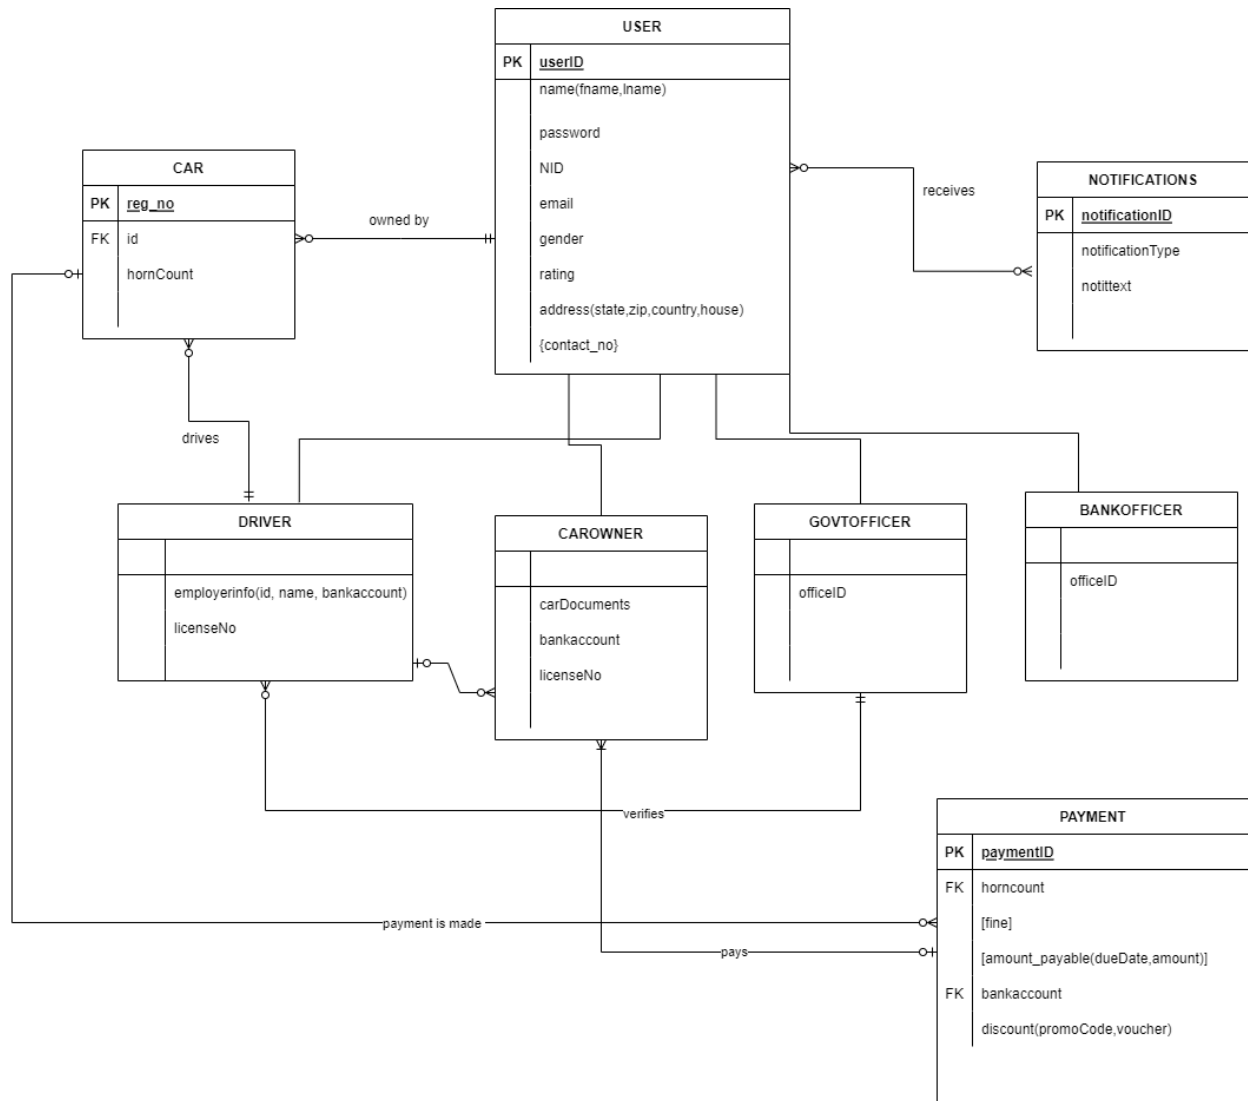 USER
PK userID
name(fname,lname)
password
NID
email
gender
rating
address(state,zip,country,house)
{contact_no}
CAR
PK reg_no
FK id
hornCount
owned by
receives
NOTIFICATIONS
PK notificationID
notificationType
notittext
drives
DRIVER
employerinfo(id, name, bankaccount)
licenseNo
CAROWNER
carDocuments
bankaccount
licenseNo
GOVTOFFICER
officeID
BANKOFFICER
officeID
verifies
payment is made
pays
PAYMENT
PK paymentID
FK horncount
[fine]
[amount_payable(dueDate,amount)]
FK bankaccount
discount(promoCode,voucher)